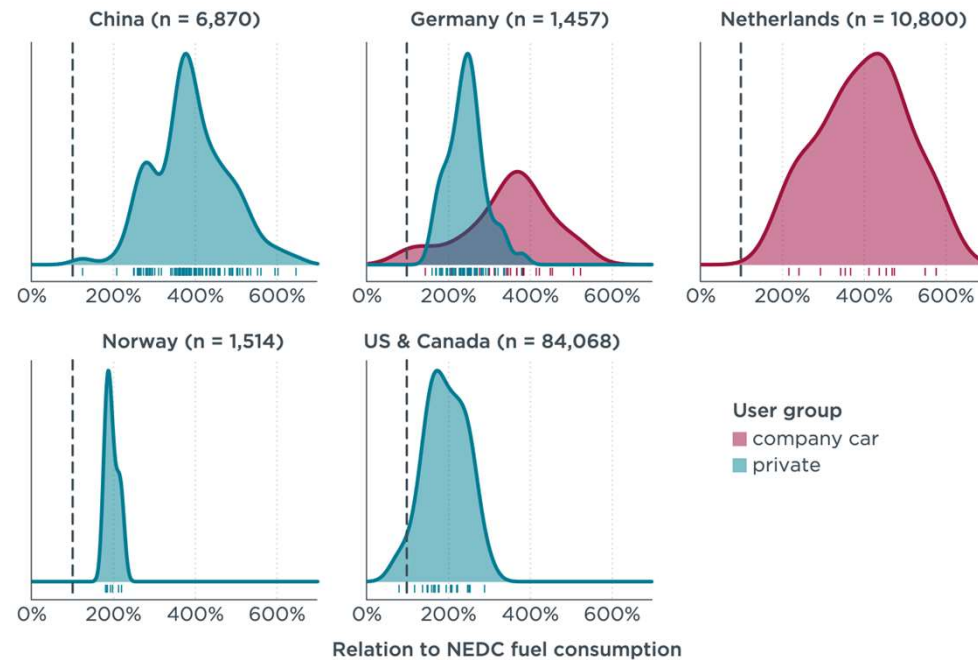 China (n = 6,870)
Germany (n = 1,457)
Netherlands (n = 10,800)
0% 200% 400% 600%
0% 200% 400% 600%
0% 200% 400% 600%
Norway (n = 1,514)
US & Canada (n = 84,068)
User group
company car
private
0% 200% 400% 600%
0% 200% 400% 600%
Relation to NEDC fuel consumption